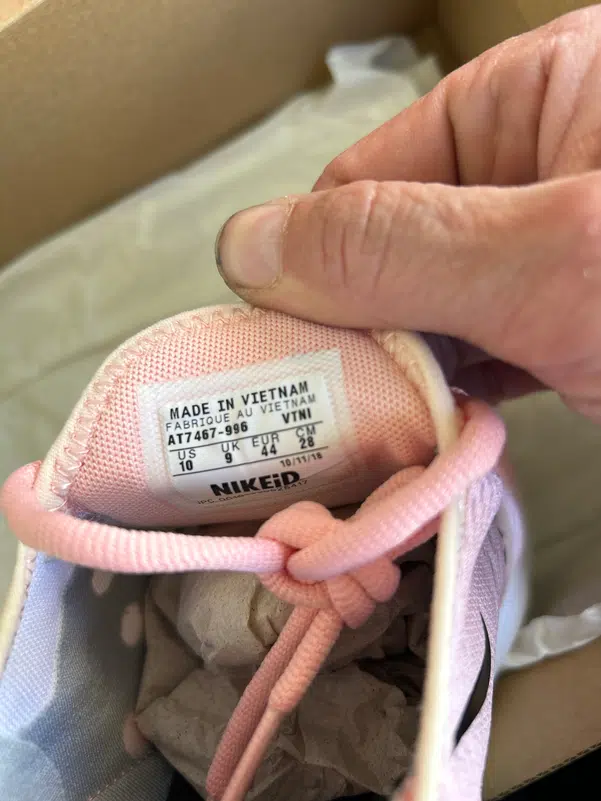 MADE IN VIETNAM
FABRIQUE AU VIETNAM
AT7467-996 VTNI
US UK EUR CM
10 9 44 28
10/11/18
NIKEiD